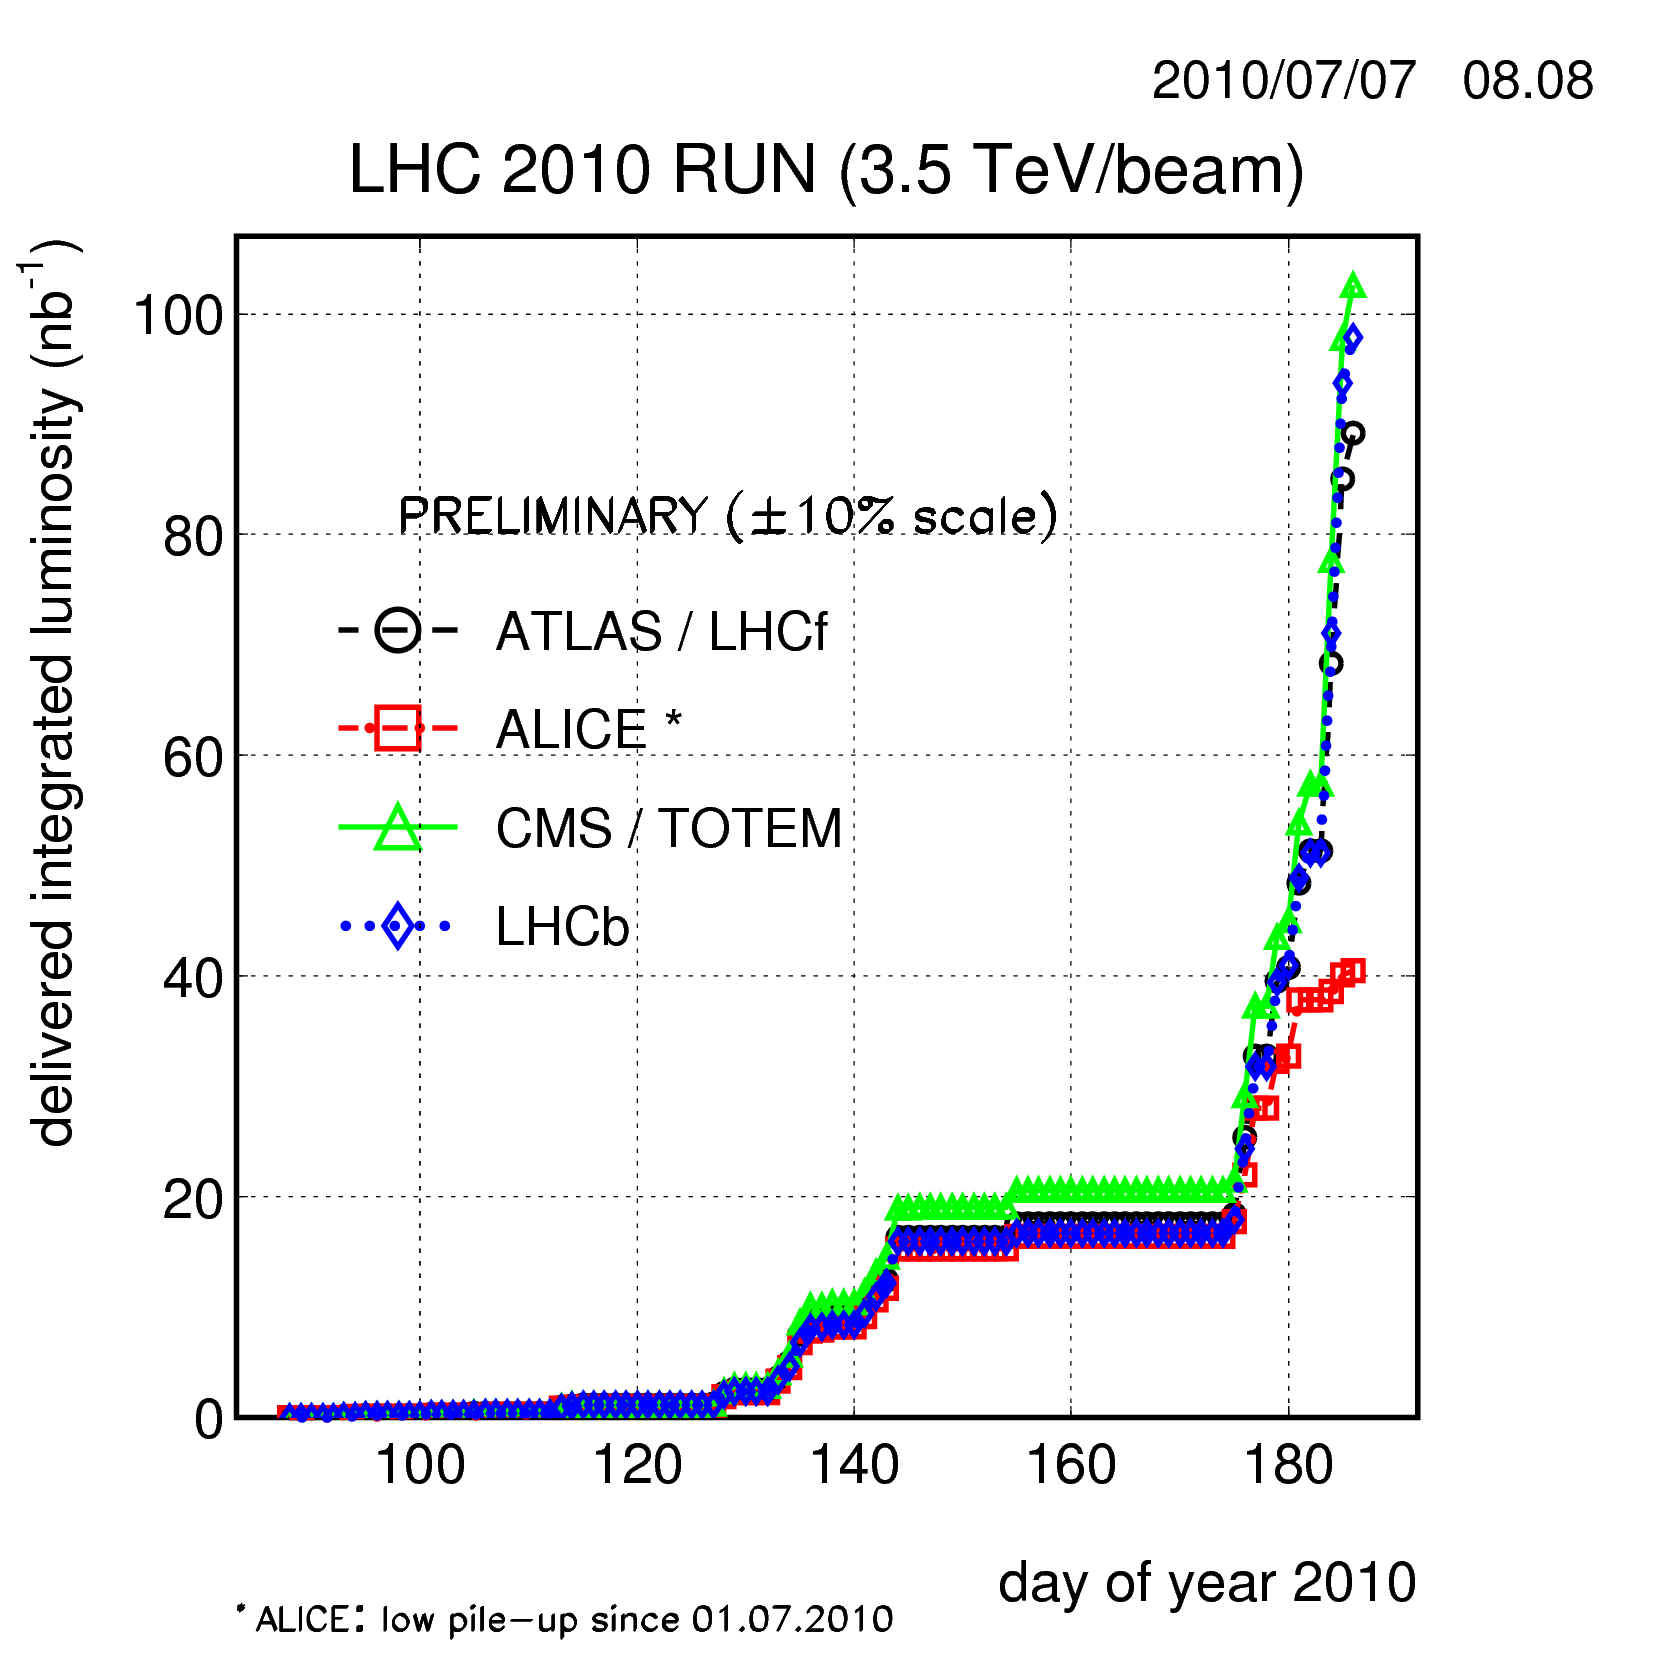 2010/07/07 08.08
LHC 2010 RUN (3.5 TeV/beam)
delivered integrated luminosity (nb⁻¹)
100
80
60
40
20
0
PRELIMINARY (±10% scale)
ATLAS / LHCf
ALICE *
CMS / TOTEM
LHCb
100 120 140 160 180
day of year 2010
* ALICE: low pile-up since 01.07.2010